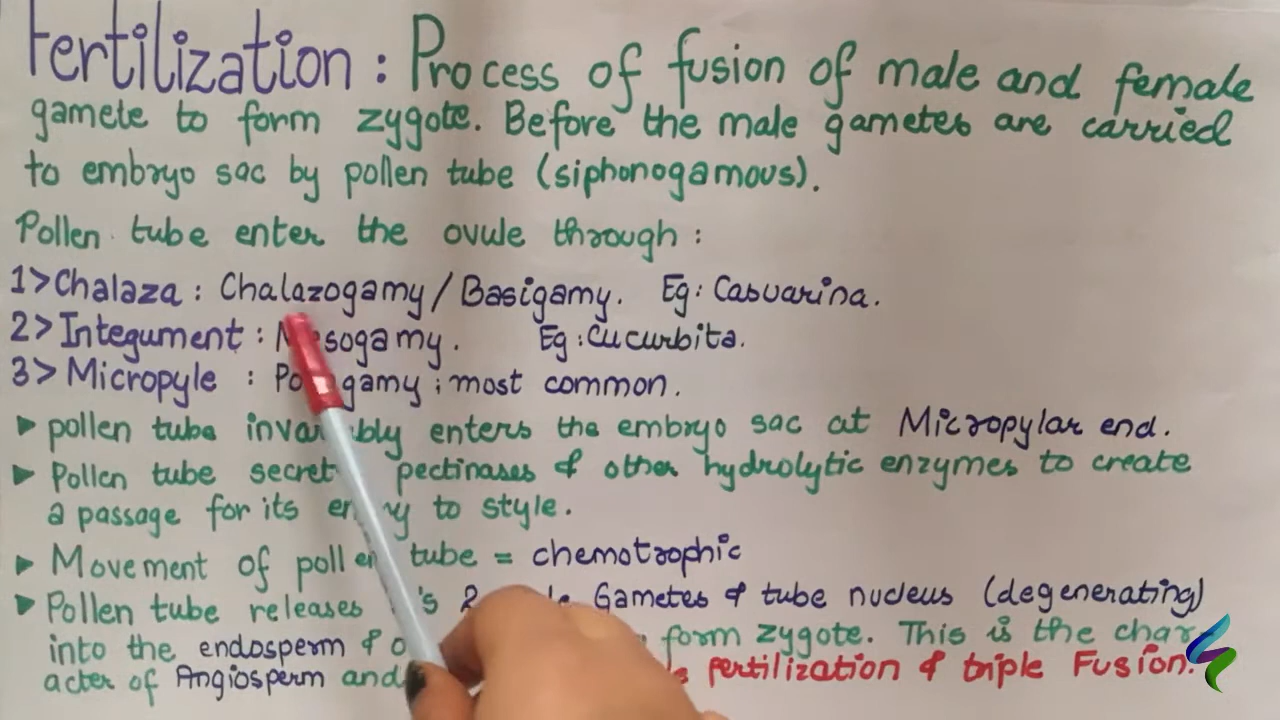 Fertilization : Process of fusion of male and female
gamete to form zygote. Before the male gametes are carried
to embryo sac by pollen tube (siphonogamous).
Pollen tube enter the ovule through :
1> Chalaza : Chalazogamy / Basigamy. Eg : Casuarina.
2> Integument : gamy. Eg : Cucurbita.
3> Micropyle : gamy ; most common.
▶ pollen tube enters the embryo sac at Micropylar end.
▶ Pollen tube pectinases & other hydrolytic enzymes to create
a passage for its to style.
▶ Movement of tube = chemotrophic
▶ Pollen tube releases 's 2 Gametes & tube nucleus (degenerating)
into the endosperm & form zygote. This is the char
acter of Angiosperm and fertilization & triple Fusion.